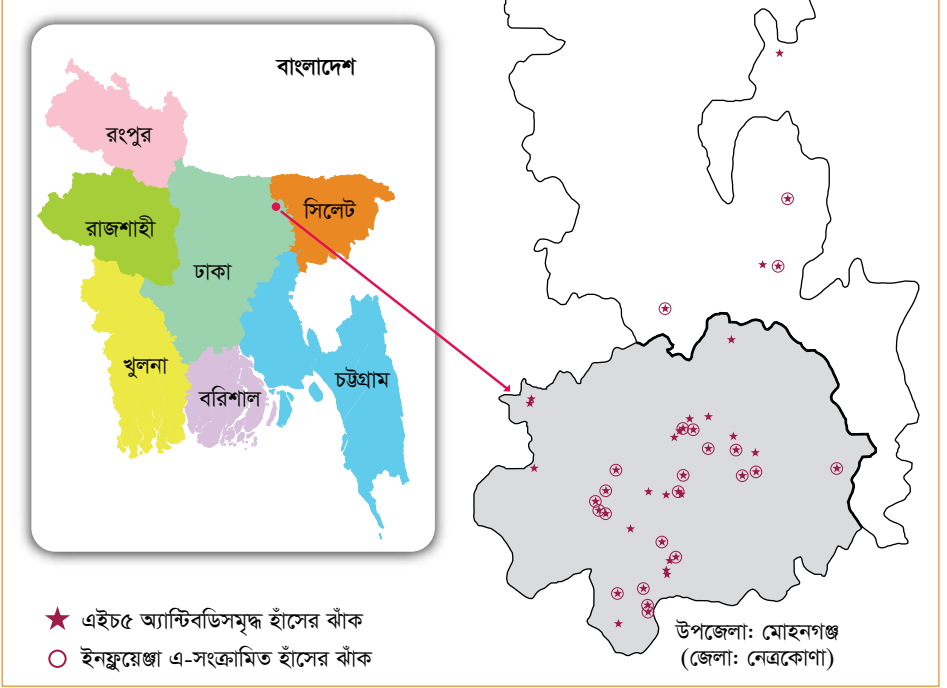 বাংলাদেশ
রংপুর
রাজশাহী
সিলেট
ঢাকা
খুলনা
বরিশাল
চট্টগ্রাম
এইচ৫ অ্যান্টিবডিসমৃদ্ধ হাঁসের ঝাঁক
ইনফ্লুয়েঞ্জা এ-সংক্রামিত হাঁসের ঝাঁক
উপজেলা: মোহনগঞ্জ
(জেলা: নেত্রকোণা)